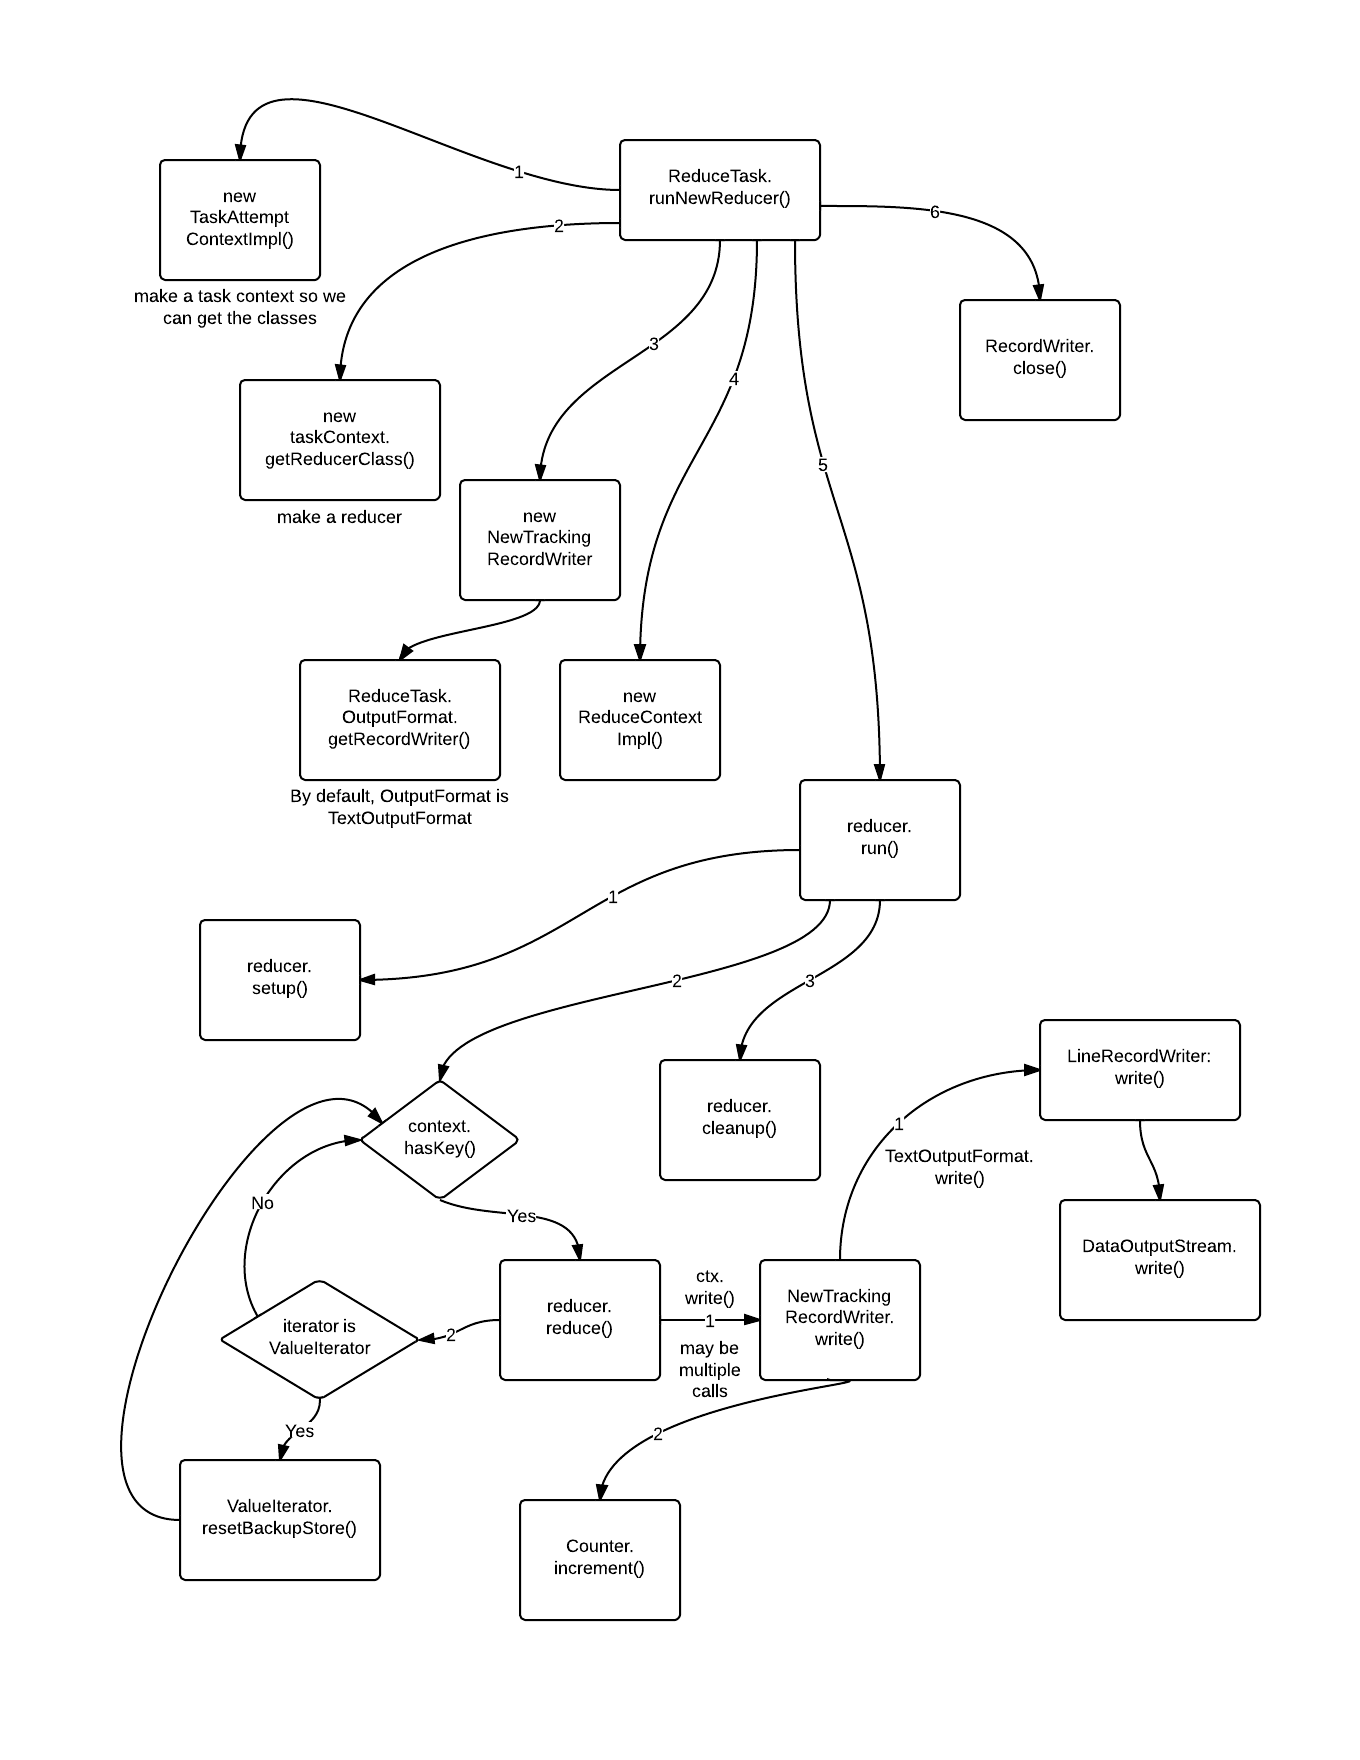 1
ReduceTask.
runNewReducer()
new
TaskAttempt
ContextImpl()
2
6
make a task context so we
can get the classes
3
RecordWriter.
close()
4
new
taskContext.
getReducerClass()
5
make a reducer
new
NewTracking
RecordWriter
ReduceTask.
OutputFormat.
getRecordWriter()
new
ReduceContext
Impl()
By default, OutputFormat is
TextOutputFormat
reducer.
run()
1
reducer.
setup()
2
3
LineRecordWriter:
write()
context.
hasKey()
reducer.
cleanup()
1
TextOutputFormat.
write()
No
Yes
DataOutputStream.
write()
ctx.
write()
1
may be
multiple
calls
NewTracking
RecordWriter.
write()
reducer.
reduce()
2
iterator is
ValueIterator
Yes
2
ValueIterator.
resetBackupStore()
Counter.
increment()